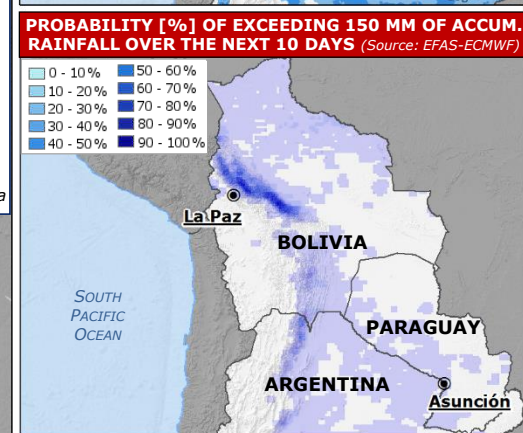 PROBABILITY [%] OF EXCEEDING 150 MM OF ACCUM.
RAINFALL OVER THE NEXT 10 DAYS (Source: EFAS-ECMWF)
0 - 10%
10 - 20%
20 - 30%
30 - 40%
40 - 50%
50 - 60%
60 - 70%
70 - 80%
80 - 90%
90 - 100%
a
La Paz
BOLIVIA
SOUTH
PACIFIC
OCEAN
PARAGUAY
ARGENTINA
Asunción